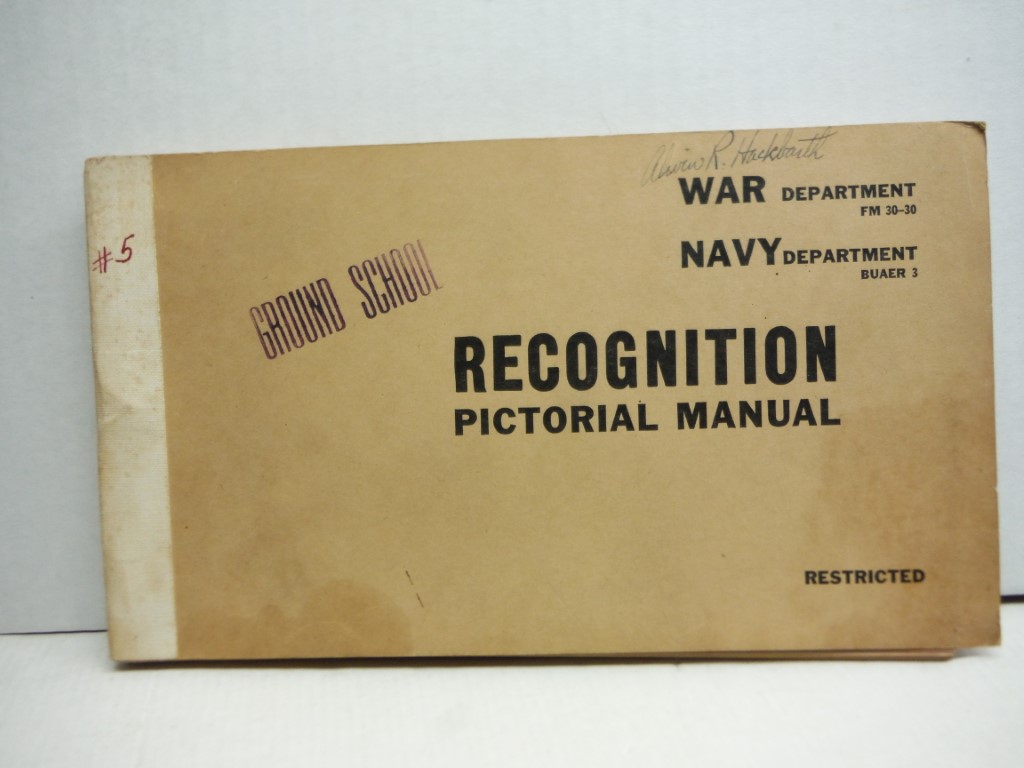 Alvin R. Hackbarth
WAR DEPARTMENT
FM 30–30
NAVY DEPARTMENT
BUAER 3
#5
GROUND SCHOOL
RECOGNITION
PICTORIAL MANUAL
RESTRICTED